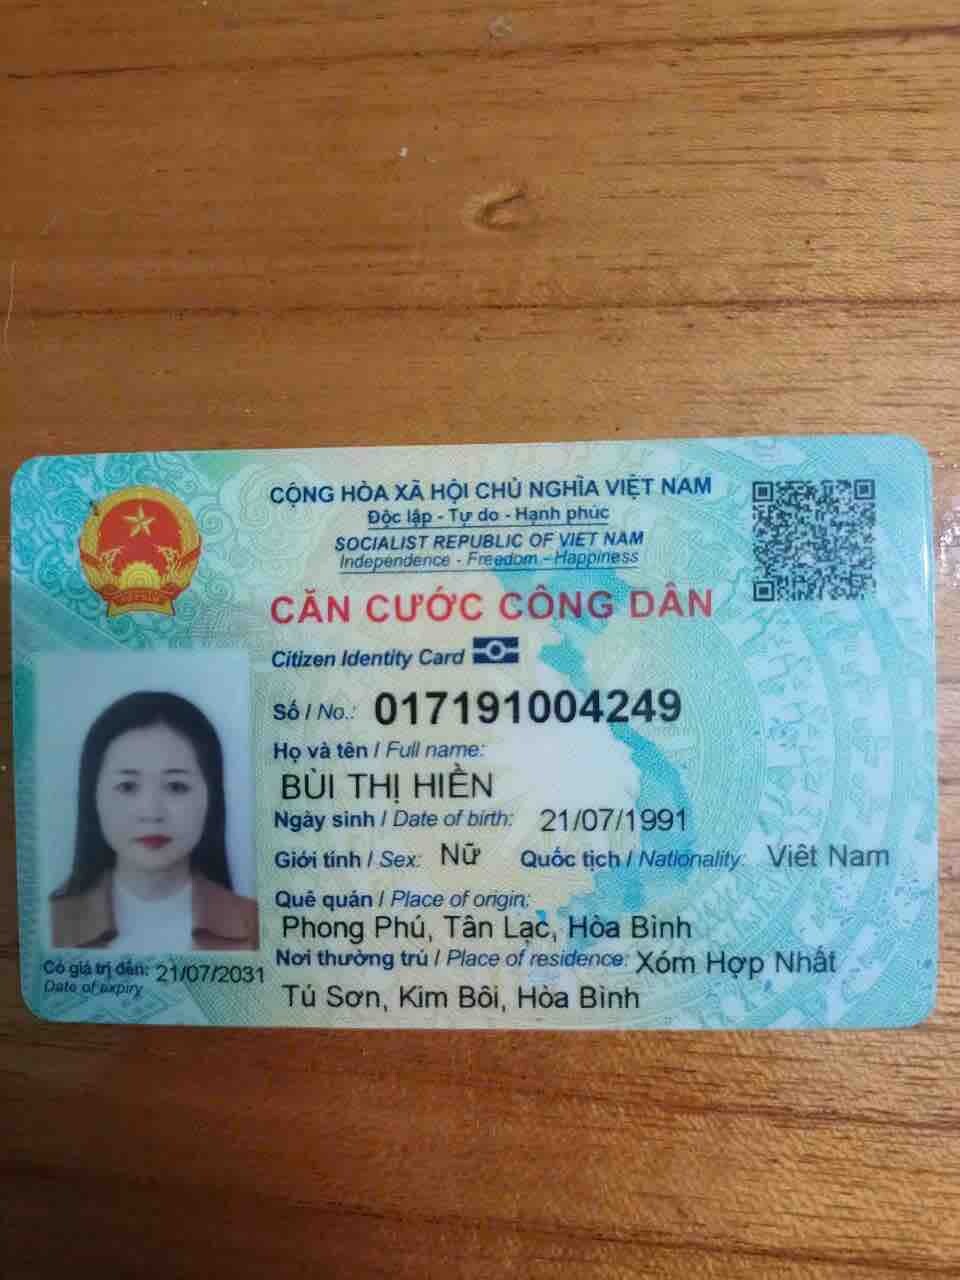 CỘNG HÒA XÃ HỘI CHỦ NGHĨA VIỆT NAM
Độc lập - Tự do - Hạnh phúc
SOCIALIST REPUBLIC OF VIET NAM
Independence - Freedom - Happiness
CĂN CƯỚC CÔNG DÂN
Citizen Identity Card
Số / No.: 017191004249
Họ và tên / Full name:
BÙI THỊ HIỀN
Ngày sinh / Date of birth: 21/07/1991
Giới tính / Sex: Nữ Quốc tịch / Nationality: Việt Nam
Quê quán / Place of origin:
Phong Phú, Tân Lạc, Hòa Bình
Nơi thường trú / Place of residence: Xóm Hợp Nhất
Tú Sơn, Kim Bôi, Hòa Bình
Có giá trị đến: 21/07/2031
Date of expiry